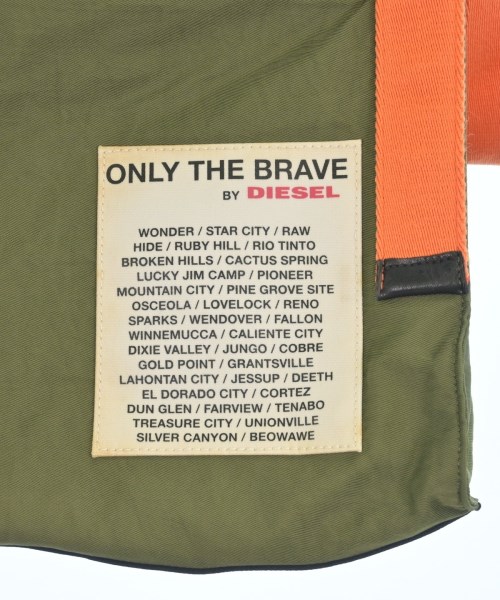 ONLY THE BRAVE
BY DIESEL
WONDER / STAR CITY / RAW
HIDE / RUBY HILL / RIO TINTO
BROKEN HILLS / CACTUS SPRING
LUCKY JIM CAMP / PIONEER
MOUNTAIN CITY / PINE GROVE SITE
OSCEOLA / LOVELOCK / RENO
SPARKS / WENDOVER / FALLON
WINNEMUCCA / CALIENTE CITY
DIXIE VALLEY / JUNGO / COBRE
GOLD POINT / GRANTSVILLE
LAHONTAN CITY / JESSUP / DEETH
EL DORADO CITY / CORTEZ
DUN GLEN / FAIRVIEW / TENABO
TREASURE CITY / UNIONVILLE
SILVER CANYON / BEOWAWE